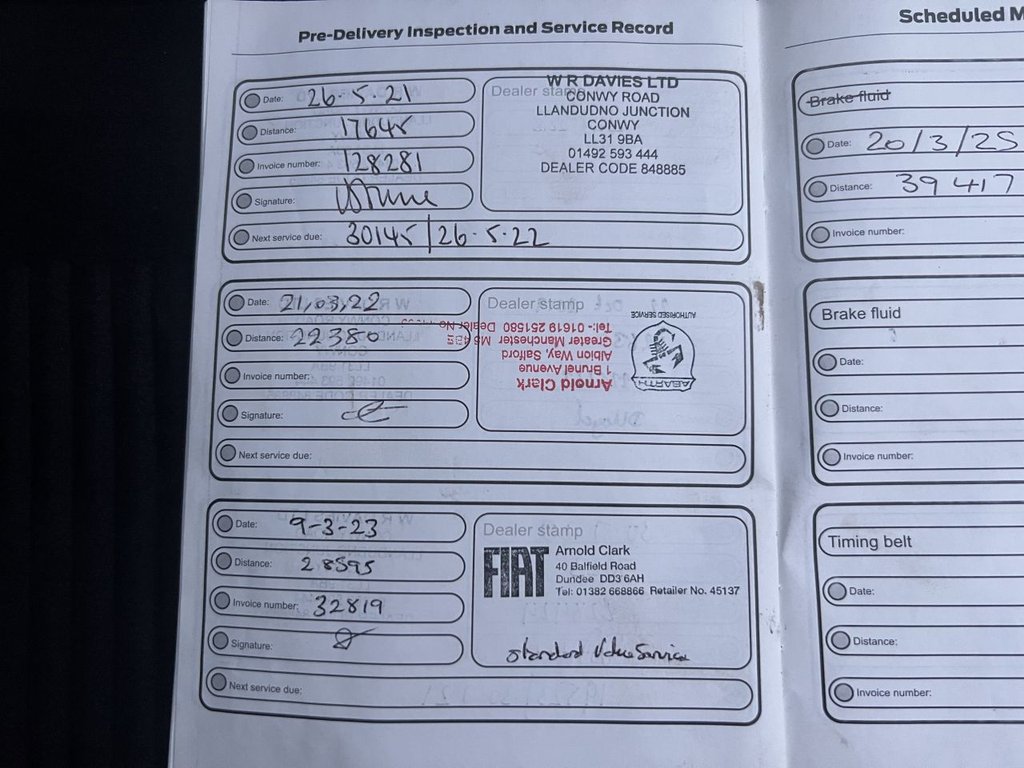 Pre-Delivery Inspection and Service Record
Date: 26·5·21
Distance: 17645
Invoice number: 128281
Signature:
Next service due: 30145 / 26·5·22
Dealer stamp
W R DAVIES LTD
CONWY ROAD
LLANDUDNO JUNCTION
CONWY
LL31 9BA
01492 593 444
DEALER CODE 848885
Date: 21.03.22
Distance: 22380
Invoice number:
Signature:
Next service due:
Dealer stamp
AUTHORISED SERVICE
ABARTH
Arnold Clark
1 Brunel Avenue
Albion Way, Salford
Greater Manchester
Tel:- 01619 251580 Dealer No
Date: 9-3-23
Distance: 28595
Invoice number: 32819
Signature:
Next service due:
Dealer stamp
FIAT
Arnold Clark
40 Balfield Road
Dundee DD3 6AH
Tel: 01382 668866 Retailer No. 45137
Standard Value Service
Scheduled M
Brake fluid
Date: 20/3/25
Distance: 39417
Invoice number:
Brake fluid
Date:
Distance:
Invoice number:
Timing belt
Date:
Distance:
Invoice number: